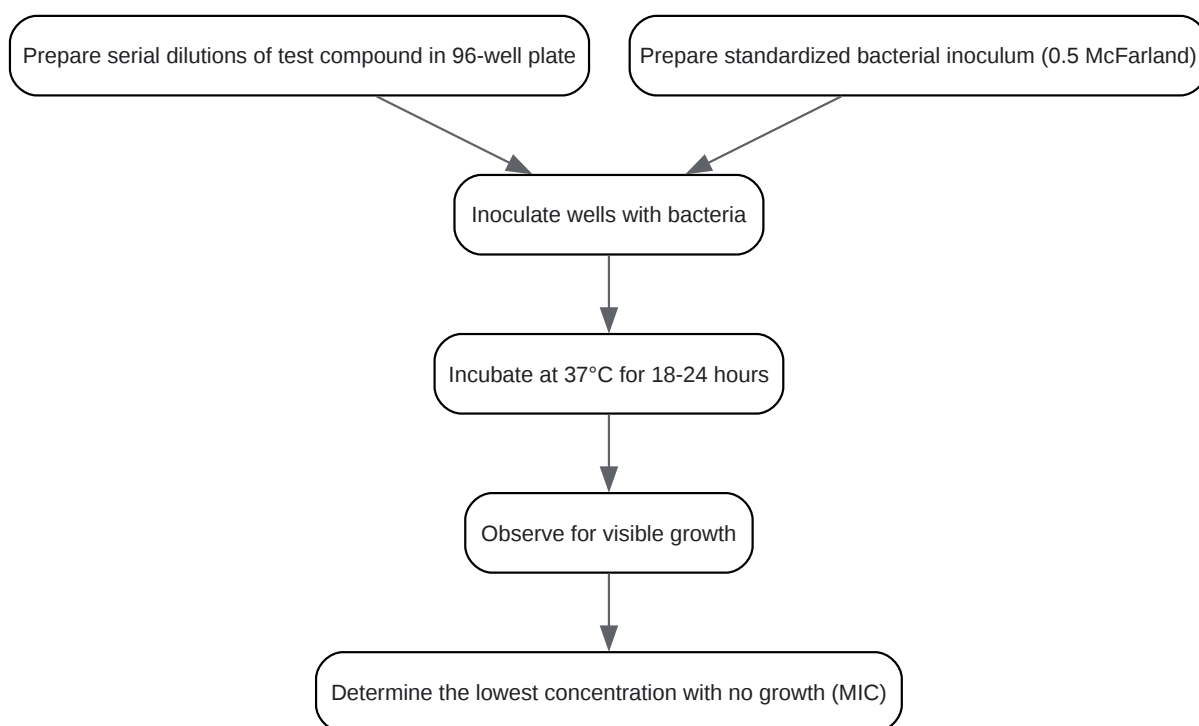 Prepare serial dilutions of test compound in 96-well plate
Prepare standardized bacterial inoculum (0.5 McFarland)
Inoculate wells with bacteria
Incubate at 37°C for 18-24 hours
Observe for visible growth
Determine the lowest concentration with no growth (MIC)